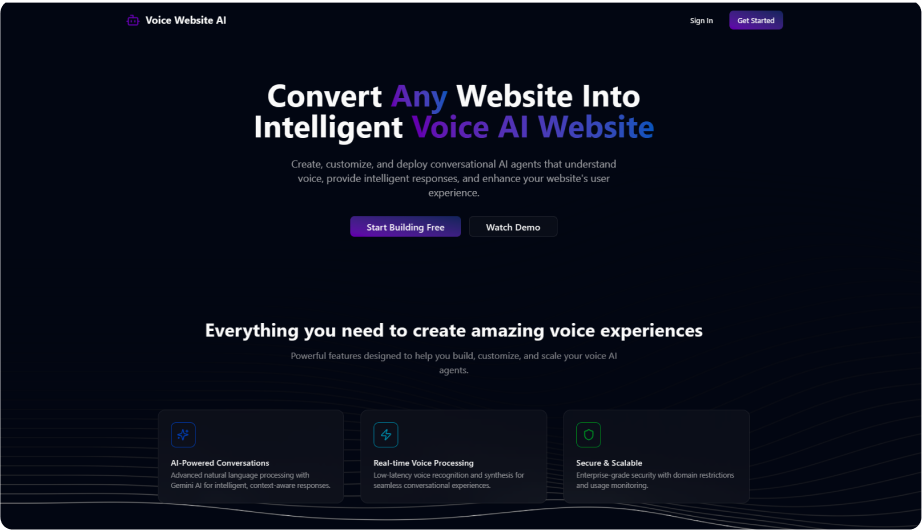 Voice Website AI
Sign In
Get Started
Convert Any Website Into
Intelligent Voice AI Website
Create, customize, and deploy conversational AI agents that understand
voice, provide intelligent responses, and enhance your website's user
experience.
Start Building Free
Watch Demo
Everything you need to create amazing voice experiences
Powerful features designed to help you build, customize, and scale your voice AI
agents.
AI-Powered Conversations
Advanced natural language processing with
Gemini AI for intelligent, context-aware responses.
Real-time Voice Processing
Low-latency voice recognition and synthesis for
seamless conversational experiences.
Secure & Scalable
Enterprise-grade security with domain restrictions
and usage monitoring.